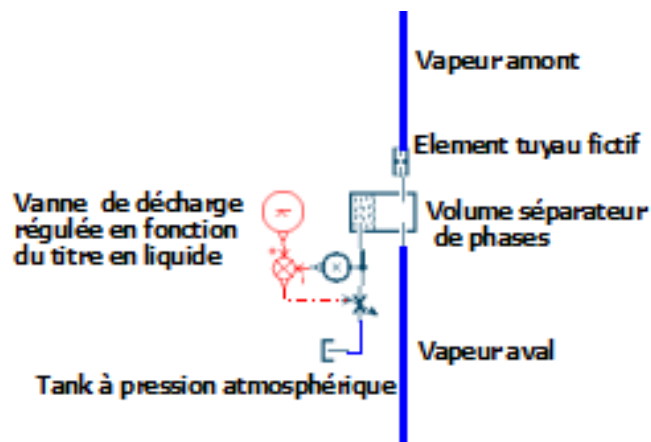 Vapeur amont
Element tuyau fictif
Vanne de décharge
régulée en fonction
du titre en liquide
Volume séparateur
de phases
Vapeur aval
Tank à pression atmosphérique